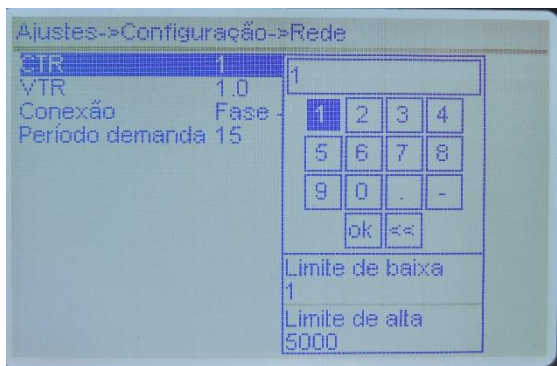 Ajustes->Configuração->Rede
CTR 1
VTR 1.0
Conexão Fase -
Período demanda 15
1
1 2 3 4
5 6 7 8
9 0 . -
ok <<
Limite de baixa
1
Limite de alta
5000